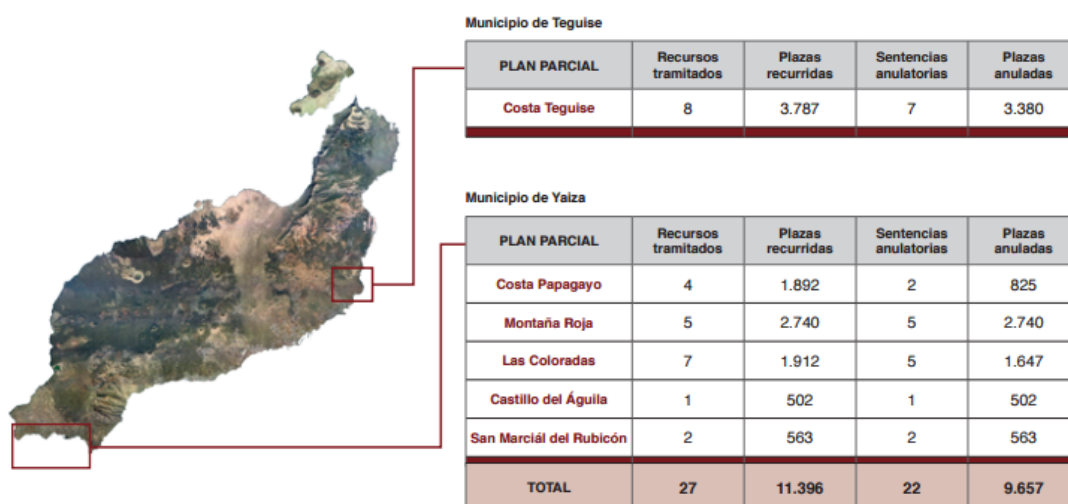 Municipio de Teguise
PLAN PARCIAL Recursos tramitados Plazas recurridas Sentencias anulatorias Plazas anuladas
Costa Teguise 8 3.787 7 3.380
Municipio de Yaiza
PLAN PARCIAL Recursos tramitados Plazas recurridas Sentencias anulatorias Plazas anuladas
Costa Papagayo 4 1.892 2 825
Montaña Roja 5 2.740 5 2.740
Las Coloradas 7 1.912 5 1.647
Castillo del Águila 1 502 1 502
San Marciál del Rubicón 2 563 2 563
TOTAL 27 11.396 22 9.657